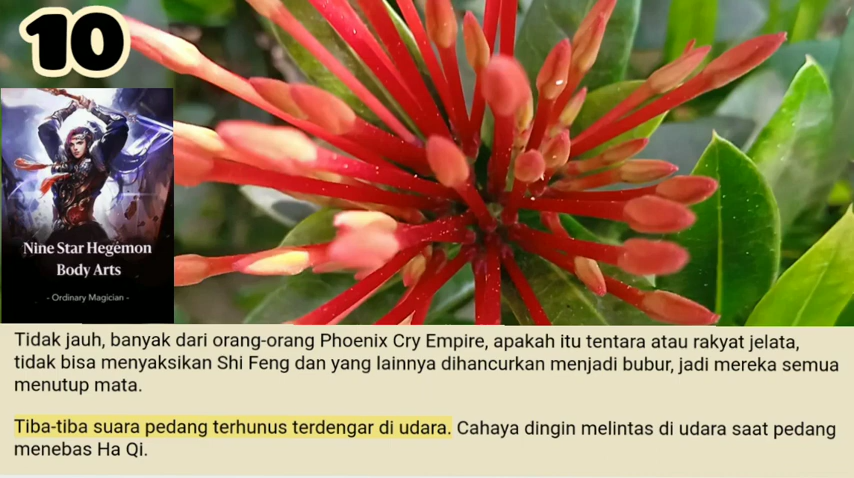 10
Nine Star Hegemon
Body Arts
- Ordinary Magician -
Tidak jauh, banyak dari orang-orang Phoenix Cry Empire, apakah itu tentara atau rakyat jelata,
tidak bisa menyaksikan Shi Feng dan yang lainnya dihancurkan menjadi bubur, jadi mereka semua
menutup mata.
Tiba-tiba suara pedang terhunus terdengar di udara. Cahaya dingin melintas di udara saat pedang
menebas Ha Qi.